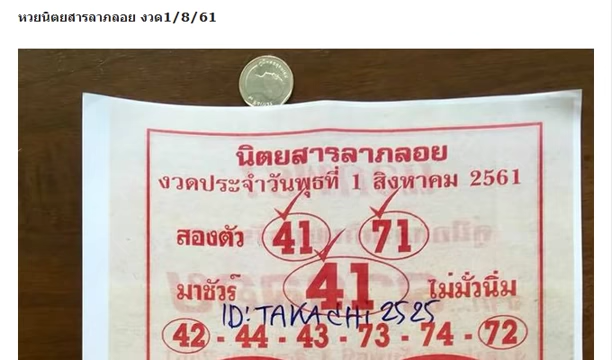 หวยนิตยสารลาภลอย งวด1/8/61
นิตยสารลาภลอย
งวดประจำวันพุธที่ 1 สิงหาคม 2561
สองตัว 41 71
มาชัวร์ 41 ไม่มั่วนิ่ม
ID:TAKACHI2525
42 - 44 - 43 - 73 - 74 - 72